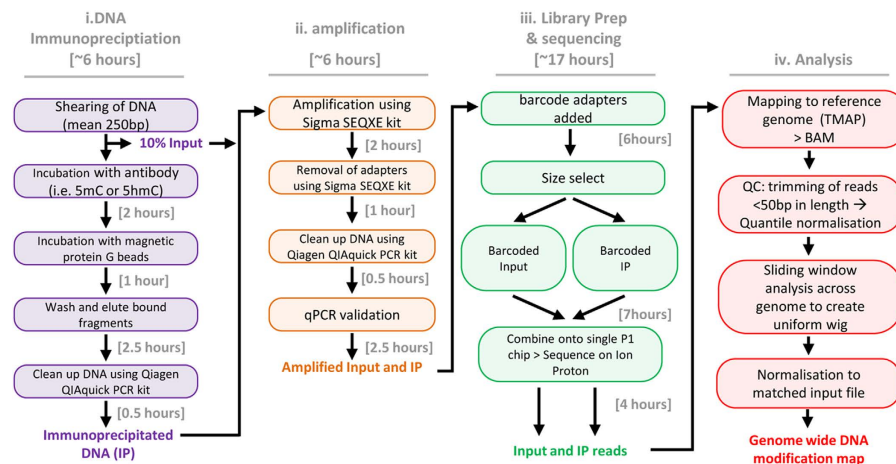 i.DNA
Immunopreciptiation
[~6 hours]
Shearing of DNA
(mean 250bp)
10% Input
Incubation with antibody
(i.e. 5mC or 5hmC)
[2 hours]
Incubation with magnetic
protein G beads
[1 hour]
Wash and elute bound
fragments
[2.5 hours]
Clean up DNA using Qiagen
QIAquick PCR kit
[0.5 hours]
Immunoprecipitated
DNA (IP)
ii. amplification
[~6 hours]
Amplification using
Sigma SEQXE kit
[2 hours]
Removal of adapters
using Sigma SEQXE kit
[1 hour]
Clean up DNA using
Qiagen QIAquick PCR kit
[0.5 hours]
qPCR validation
[2.5 hours]
Amplified Input and IP
iii. Library Prep
& sequencing
[~17 hours]
barcode adapters
added
[6hours]
Size select
Barcoded
Input
Barcoded
IP
[7hours]
Combine onto single P1
chip > Sequence on Ion
Proton
[4 hours]
Input and IP reads
iv. Analysis
Mapping to reference
genome (TMAP)
> BAM
QC: trimming of reads
<50bp in length →
Quantile normalisation
Sliding window
analysis across
genome to create
uniform wig
Normalisation to
matched input file
Genome wide DNA
modification map